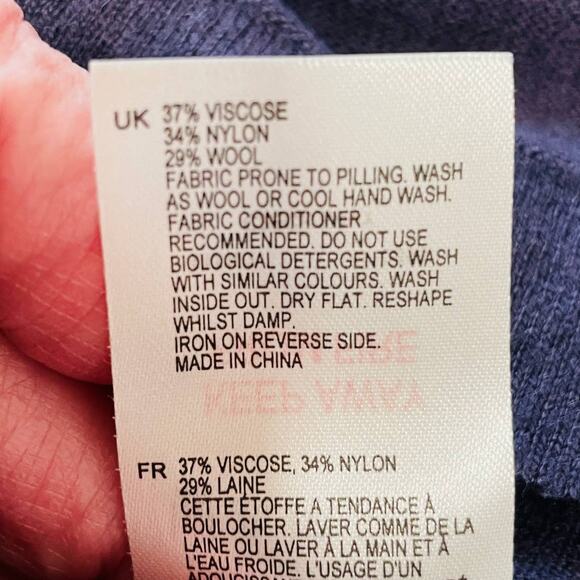 UK 37% VISCOSE
34% NYLON
29% WOOL
FABRIC PRONE TO PILLING. WASH
AS WOOL OR COOL HAND WASH.
FABRIC CONDITIONER
RECOMMENDED. DO NOT USE
BIOLOGICAL DETERGENTS. WASH
WITH SIMILAR COLOURS. WASH
INSIDE OUT. DRY FLAT. RESHAPE
WHILST DAMP.
IRON ON REVERSE SIDE.
MADE IN CHINA
FIRE
KEEP AWAY
FR 37% VISCOSE, 34% NYLON
29% LAINE
CETTE ÉTOFFE A TENDANCE À
BOULOCHER. LAVER COMME DE LA
LAINE OU LAVER À LA MAIN ET À
L'EAU FROIDE. L'USAGE D'UN